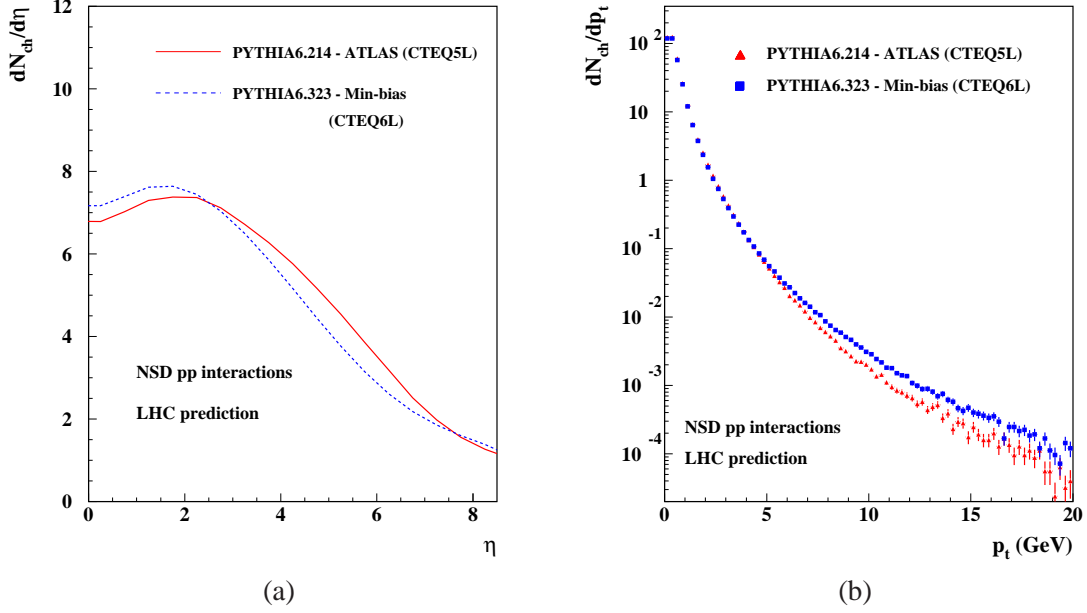 dN_ch/dη
12
10
8
6
4
2
0
PYTHIA6.214 - ATLAS (CTEQ5L)
PYTHIA6.323 - Min-bias
(CTEQ6L)
NSD pp interactions
LHC prediction
0 2 4 6 8
η
(a)
dN_ch/dp_t
10^2
10
1
10^-1
10^-2
10^-3
10^-4
PYTHIA6.214 - ATLAS (CTEQ5L)
PYTHIA6.323 - Min-bias (CTEQ6L)
NSD pp interactions
LHC prediction
0 5 10 15 20
p_t (GeV)
(b)